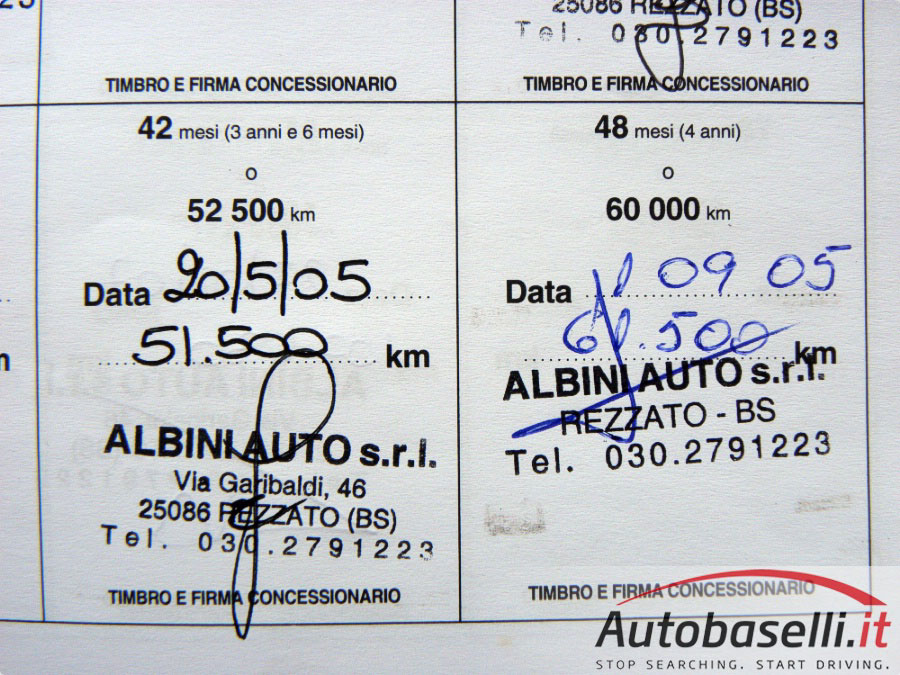 25086 REZZATO (BS)
Tel. 030.2791223
TIMBRO E FIRMA CONCESSIONARIO
TIMBRO E FIRMA CONCESSIONARIO
42 mesi (3 anni e 6 mesi)
o
52 500 km
Data 20/5/05
51.500 km
ALBINI AUTO s.r.l.
Via Garibaldi, 46
25086 REZZATO (BS)
Tel. 030.2791223
TIMBRO E FIRMA CONCESSIONARIO
48 mesi (4 anni)
o
60 000 km
Data 09 05
61.500 km
ALBINI AUTO s.r.l.
REZZATO - BS
Tel. 030.2791223
TIMBRO E FIRMA CONCESSIONARIO
Autobaselli.it
STOP SEARCHING. START DRIVING.